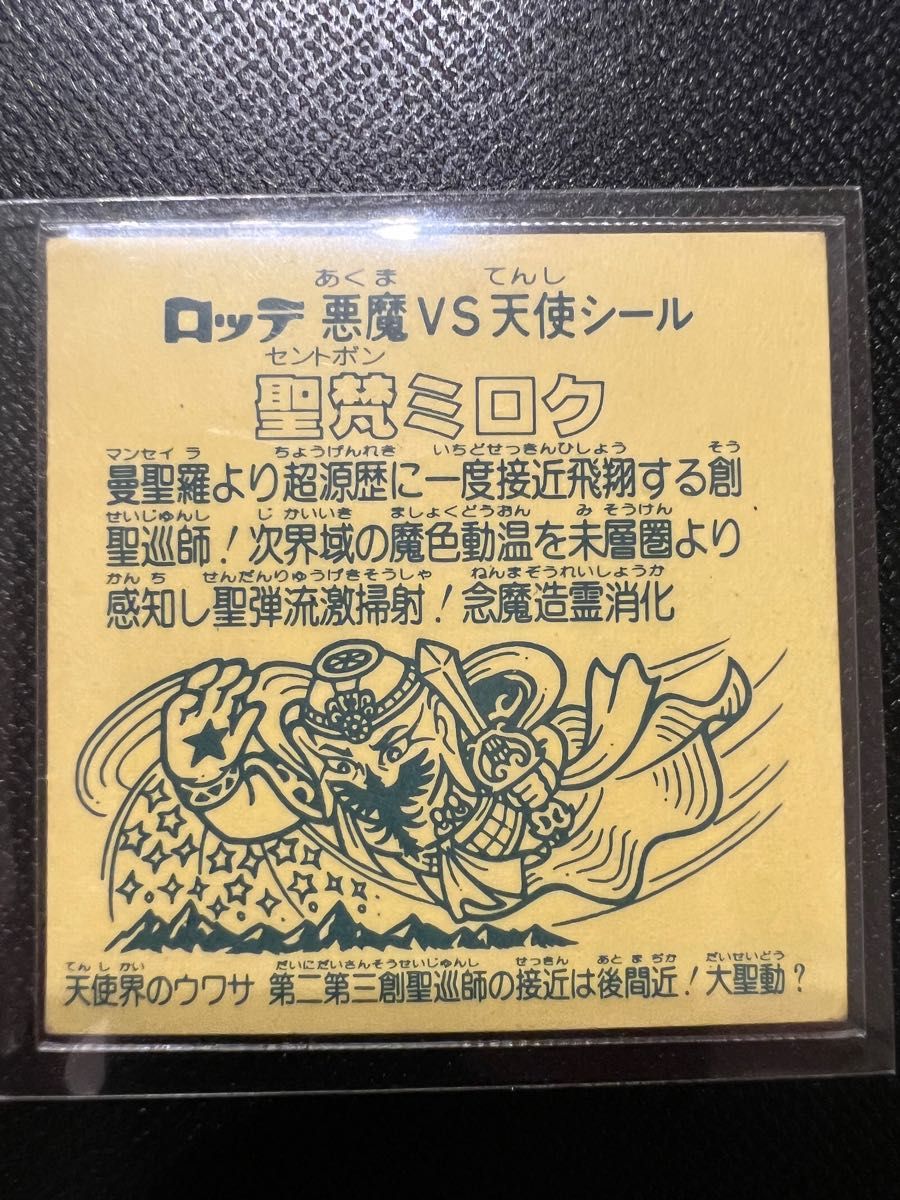 あくま てんし
ロッテ 悪魔VS天使シール
セントボン
聖梵ミロク
マンセイラ ちょうげんれき いちどせっきんひしょう そう
曼聖羅より超源歴に一度接近飛翔する創
せいじゅんし じかいいき ましょくどうおん みそうけん
聖巡師！次界域の魔色動温を未層圏より
かんち せんだんりゅうげきそうしゃ ねんまぞうれいしょうか
感知し聖弾流激掃射！念魔造霊消化
てんしかい だいにだいさんそうせいじゅんし せっきん あとまぢか だいせいどう
天使界のウワサ 第二第三創聖巡師の接近は後間近！大聖動？